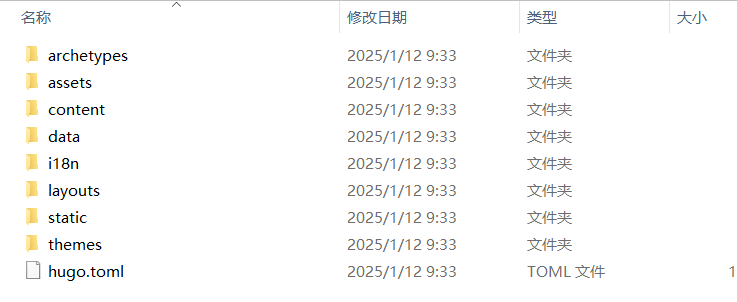 名称 修改日期 类型 大小
archetypes 2025/1/12 9:33 文件夹
assets 2025/1/12 9:33 文件夹
content 2025/1/12 9:33 文件夹
data 2025/1/12 9:33 文件夹
i18n 2025/1/12 9:33 文件夹
layouts 2025/1/12 9:33 文件夹
static 2025/1/12 9:33 文件夹
themes 2025/1/12 9:33 文件夹
hugo.toml 2025/1/12 9:33 TOML 文件 1